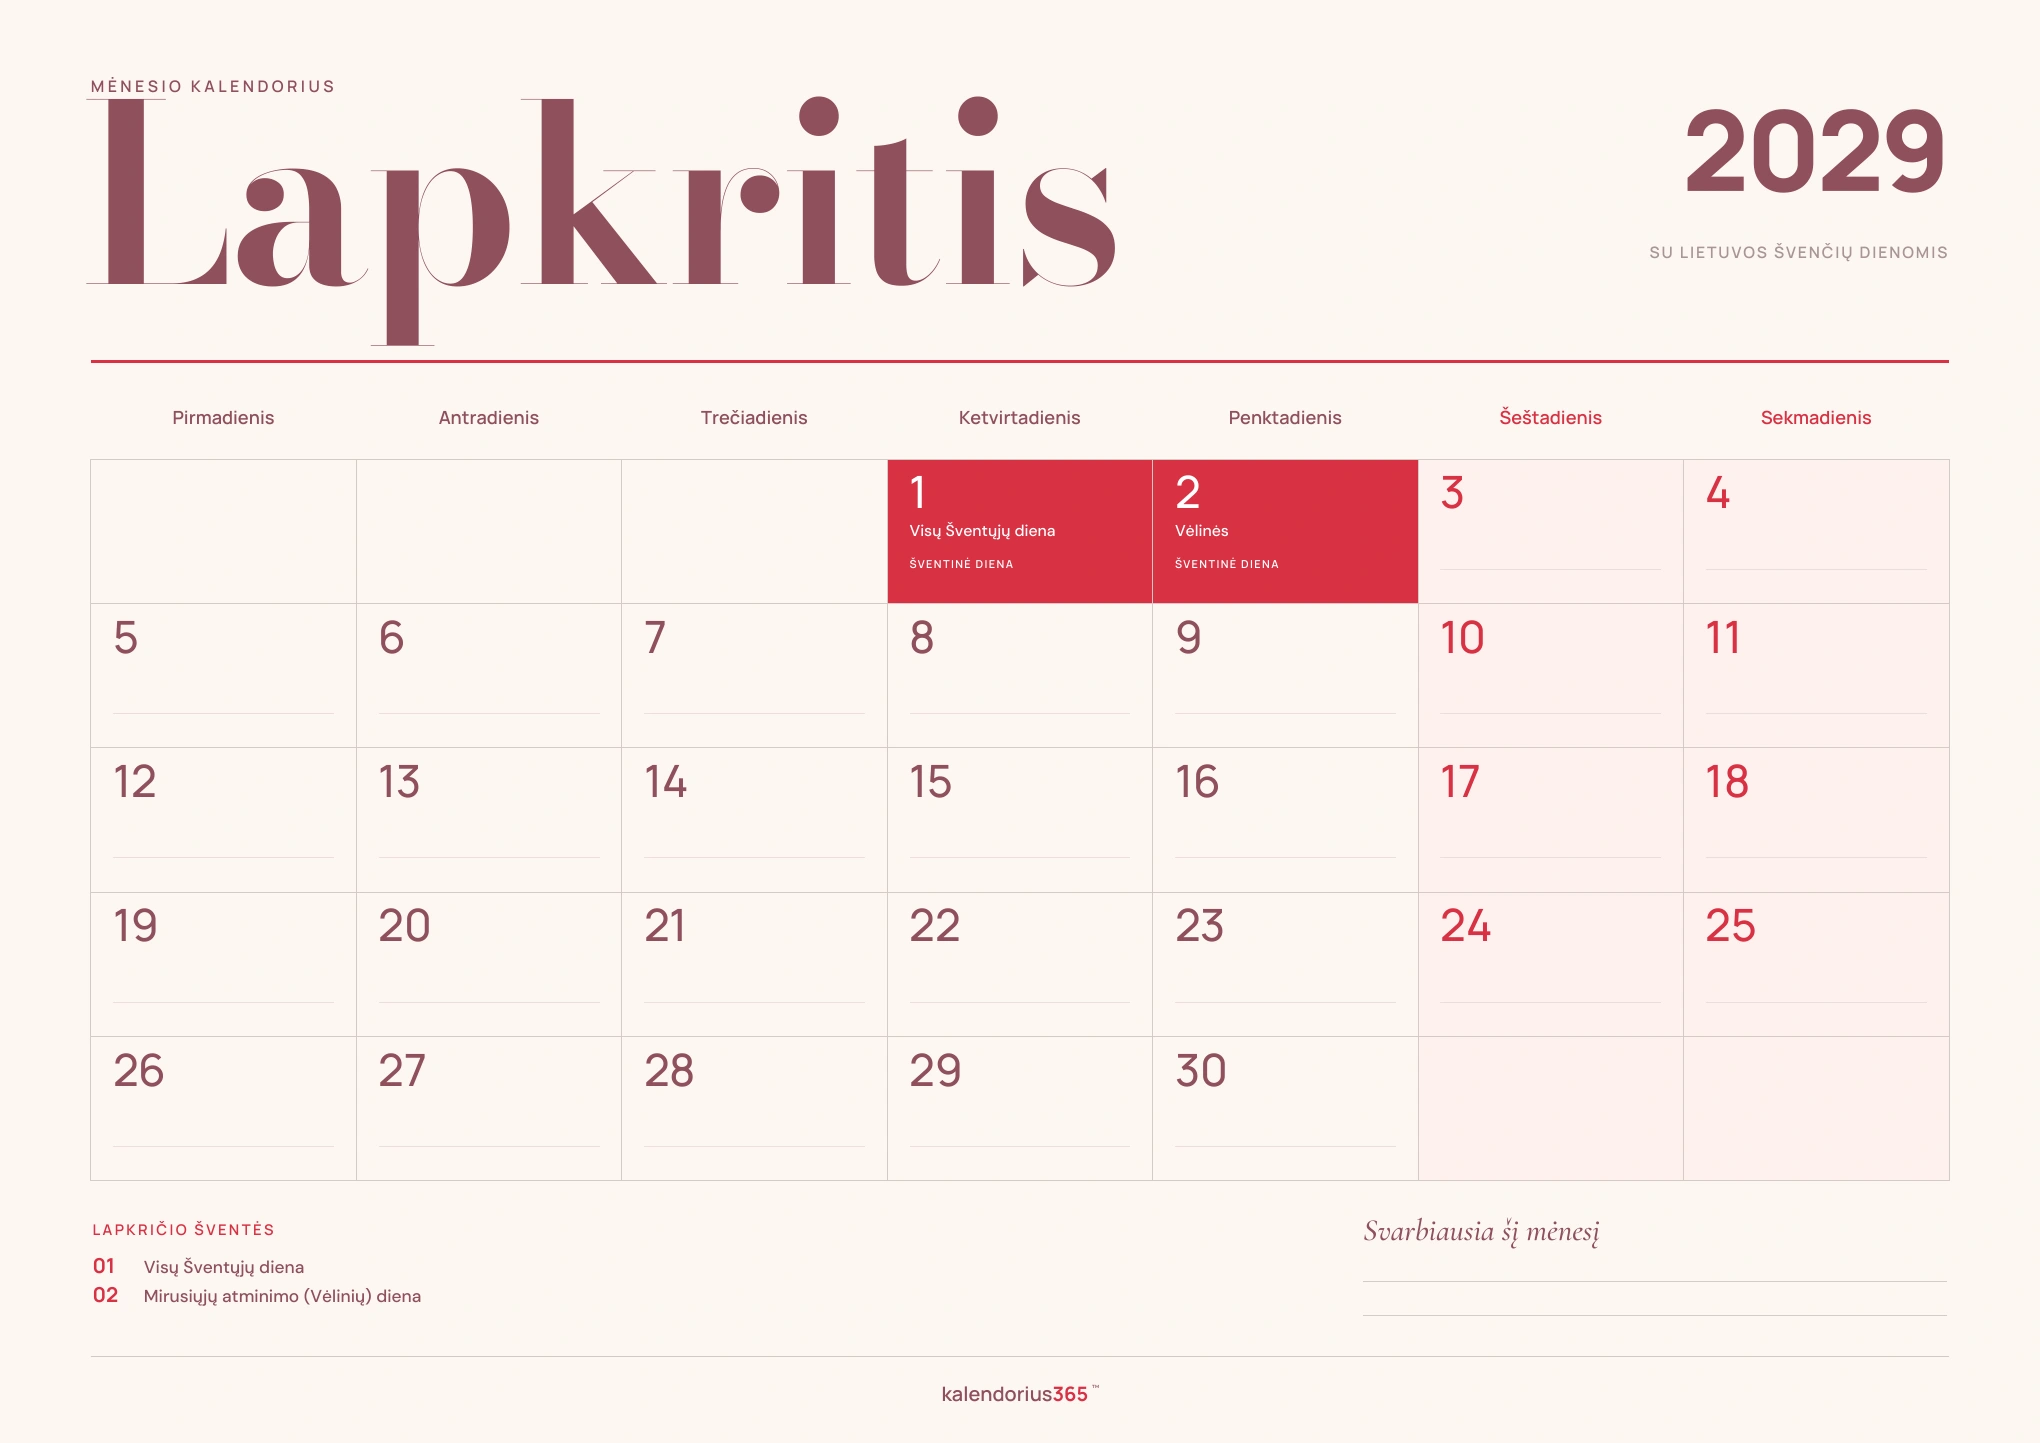 MĖNESIO KALENDORIUS
Lapkritis
2029
SU LIETUVOS ŠVENČIŲ DIENOMIS
Pirmadienis Antradienis Trečiadienis Ketvirtadienis Penktadienis Šeštadienis Sekmadienis
1 2 3 4
Visų Šventųjų diena Vėlinės
ŠVENTINĖ DIENA ŠVENTINĖ DIENA
5 6 7 8 9 10 11
12 13 14 15 16 17 18
19 20 21 22 23 24 25
26 27 28 29 30
LAPKRIČIO ŠVENTĖS
01 Visų Šventųjų diena
02 Mirusiųjų atminimo (Vėlinių) diena
Svarbiausia šį mėnesį
kalendorius365™